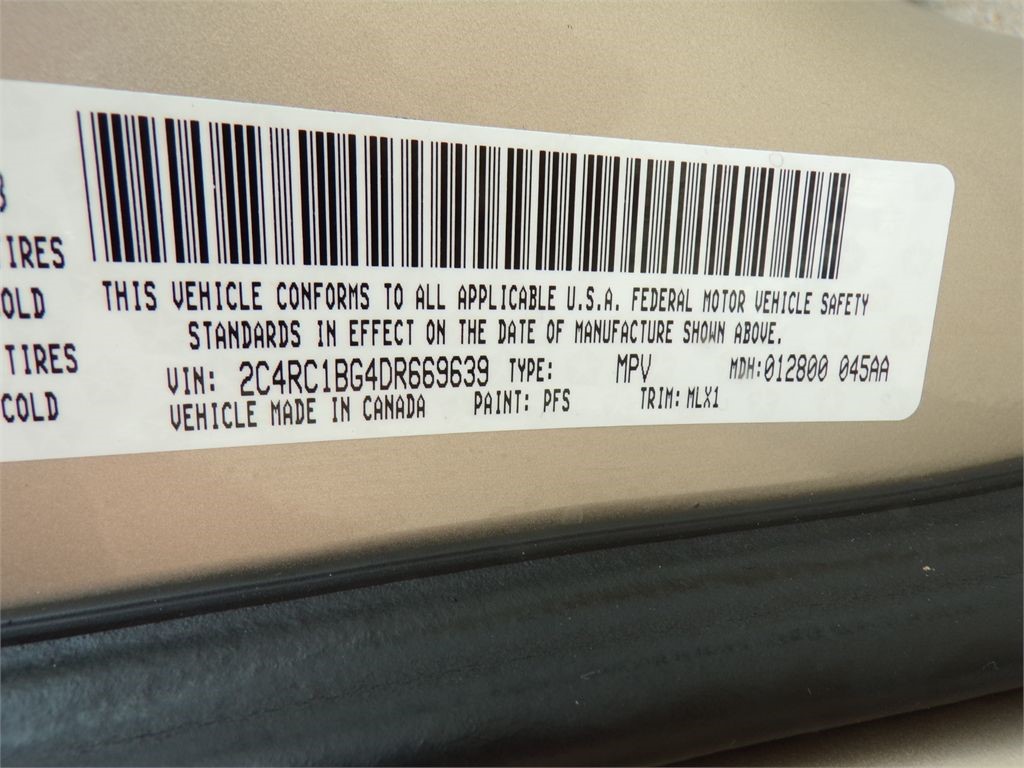 TIRES
COLD
TIRES
COLD
THIS VEHICLE CONFORMS TO ALL APPLICABLE U.S.A. FEDERAL MOTOR VEHICLE SAFETY
STANDARDS IN EFFECT ON THE DATE OF MANUFACTURE SHOWN ABOVE.
VIN: 2C4RC1BG4DR669639 TYPE: MPV MDH:012800 045AA
VEHICLE MADE IN CANADA PAINT: PFS TRIM: MLX1